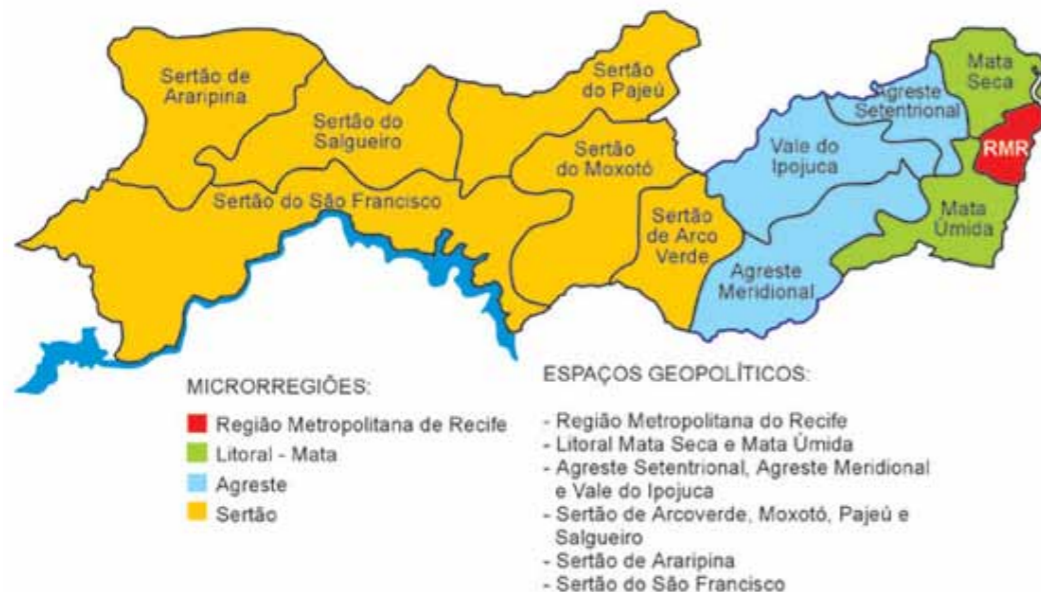 Sertão de
Araripina
Sertão do
Salgueiro
Sertão
do Pajeú
Sertão
do Moxotó
Sertão do São Francisco
Sertão
de Arco
Verde
Agreste
Setentrional
Vale do
Ipojuca
Agreste
Meridional
Mata
Seca
RMR
Mata
Úmida
MICRORREGIÕES:
Região Metropolitana de Recife
Litoral - Mata
Agreste
Sertão
ESPAÇOS GEOPOLÍTICOS:
- Região Metropolitana do Recife
- Litoral Mata Seca e Mata Úmida
- Agreste Setentrional, Agreste Meridional
e Vale do Ipojuca
- Sertão de Arcoverde, Moxotó, Pajeú e
Salgueiro
- Sertão de Araripina
- Sertão do São Francisco